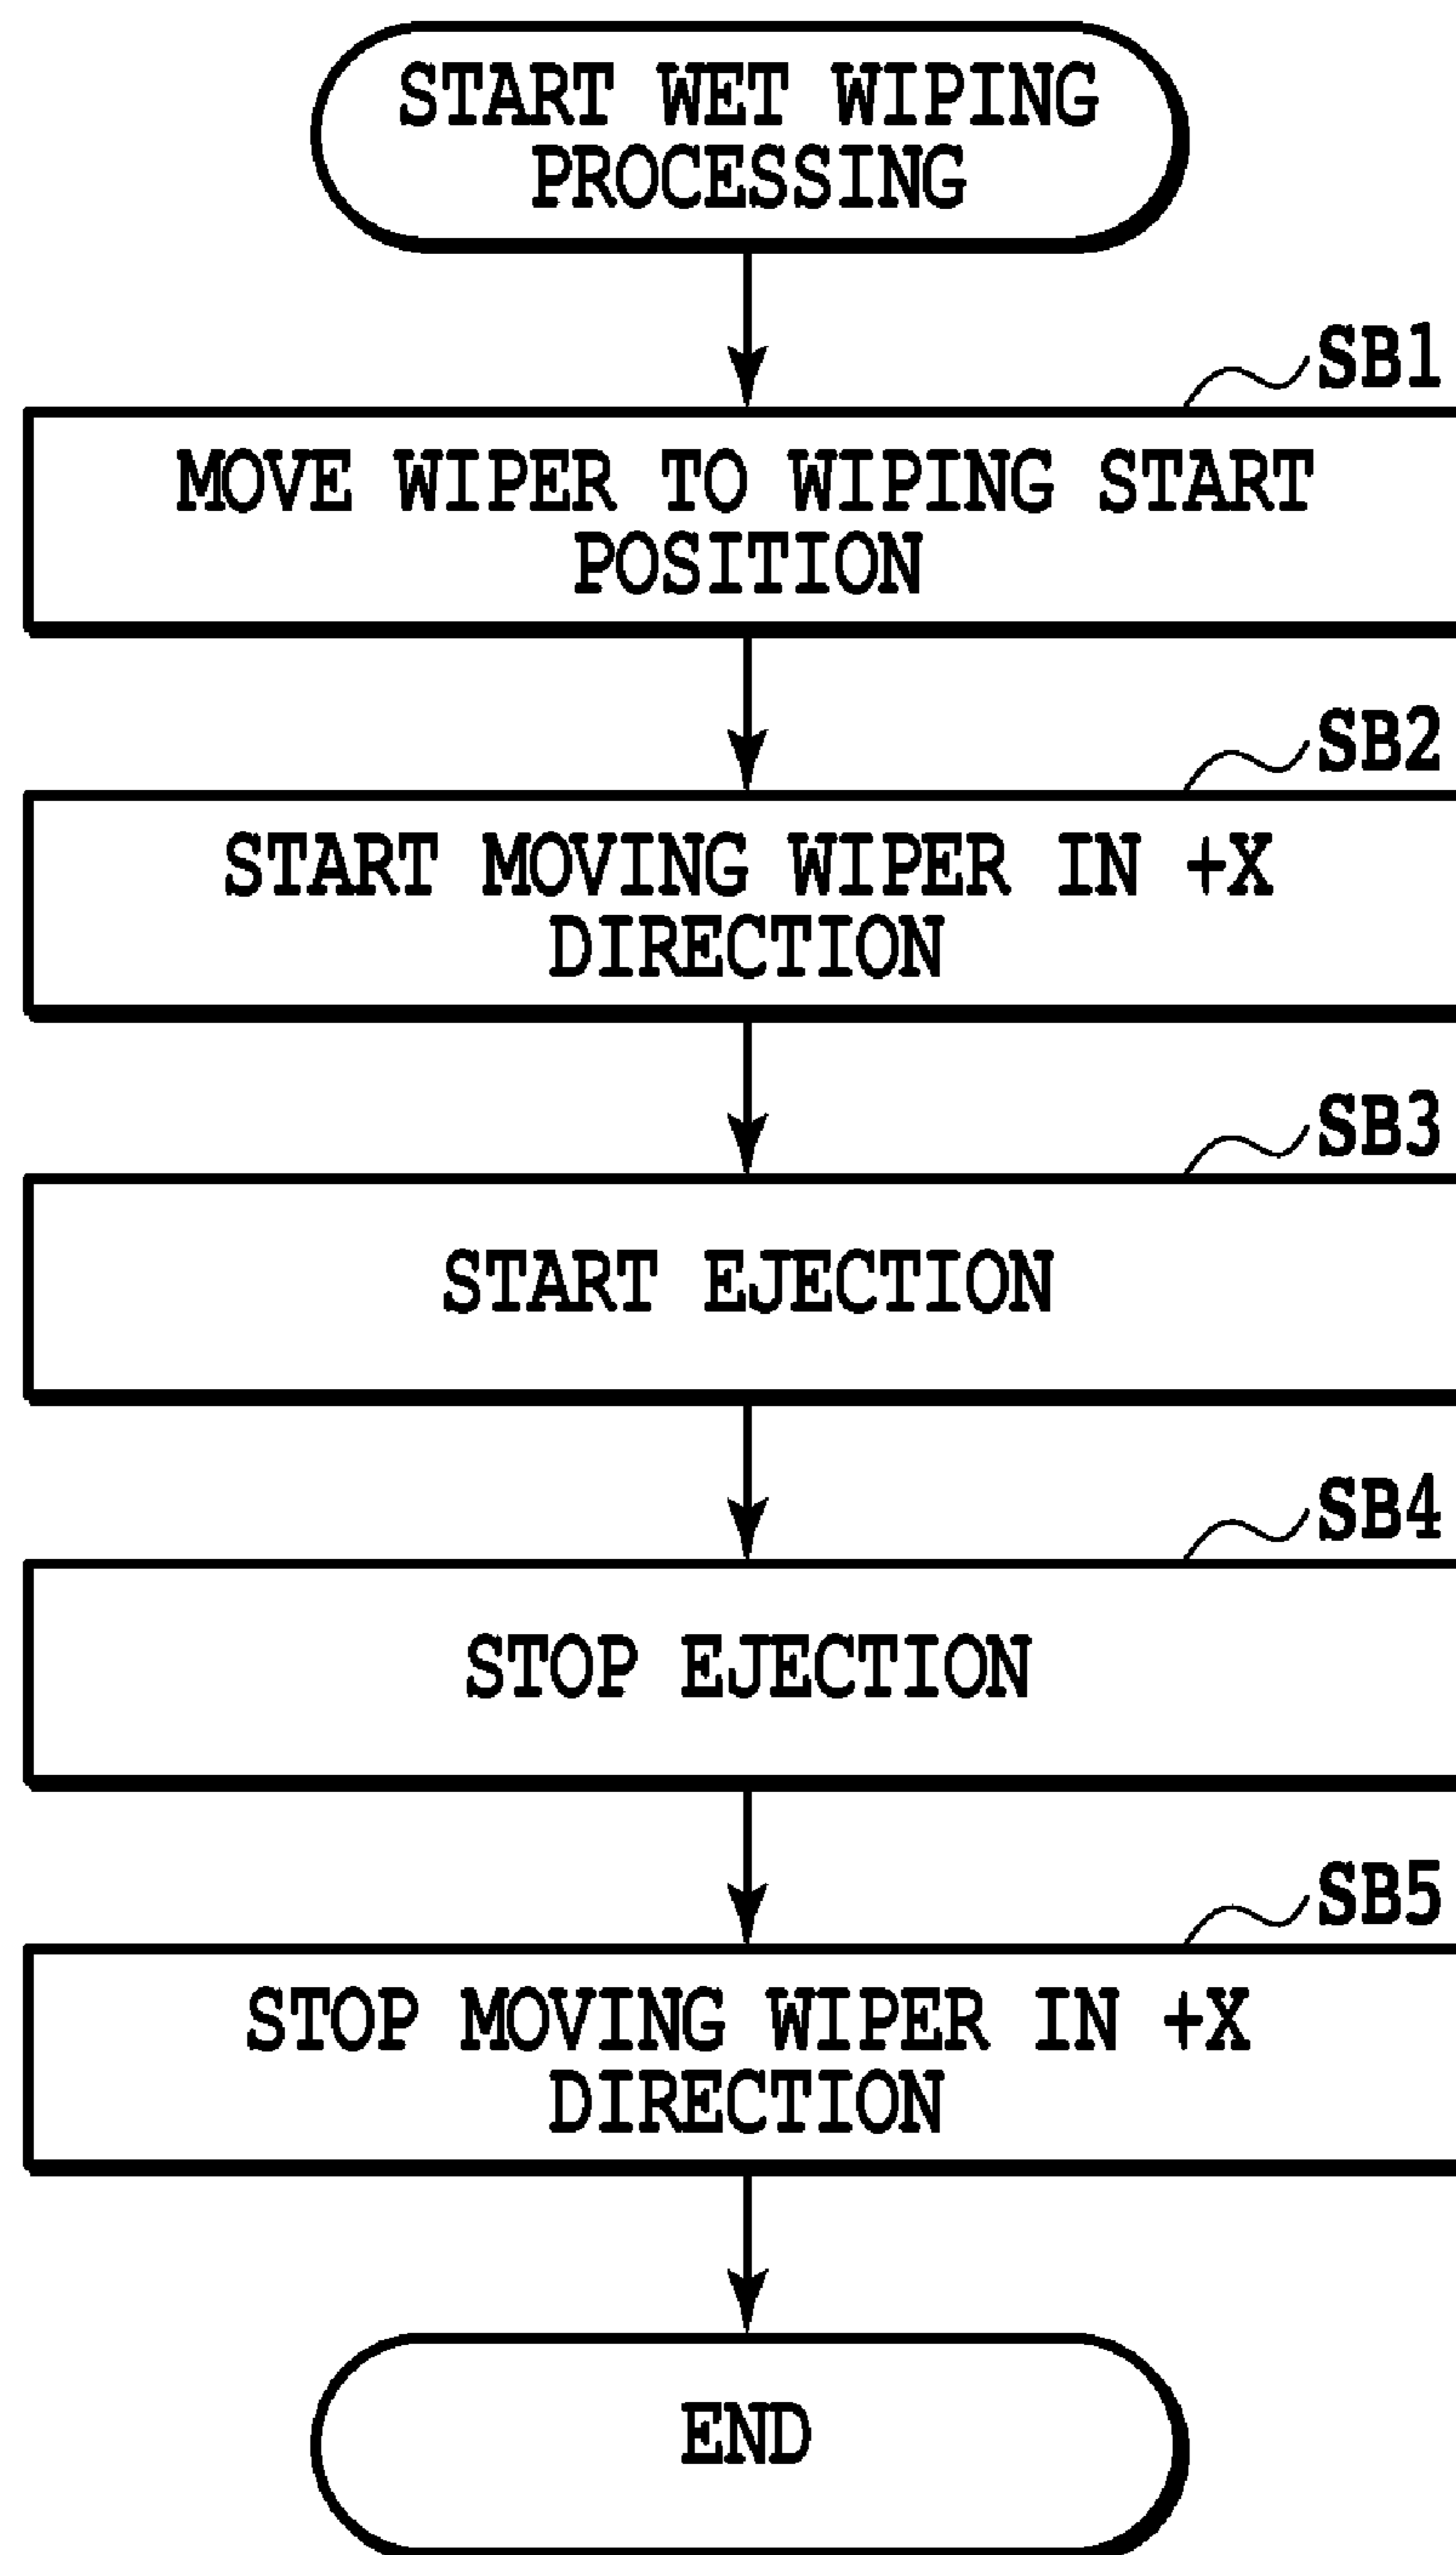 START WET WIPING
PROCESSING
SB1
MOVE WIPER TO WIPING START
POSITION
SB2
START MOVING WIPER IN +X
DIRECTION
SB3
START EJECTION
SB4
STOP EJECTION
SB5
STOP MOVING WIPER IN +X
DIRECTION
END